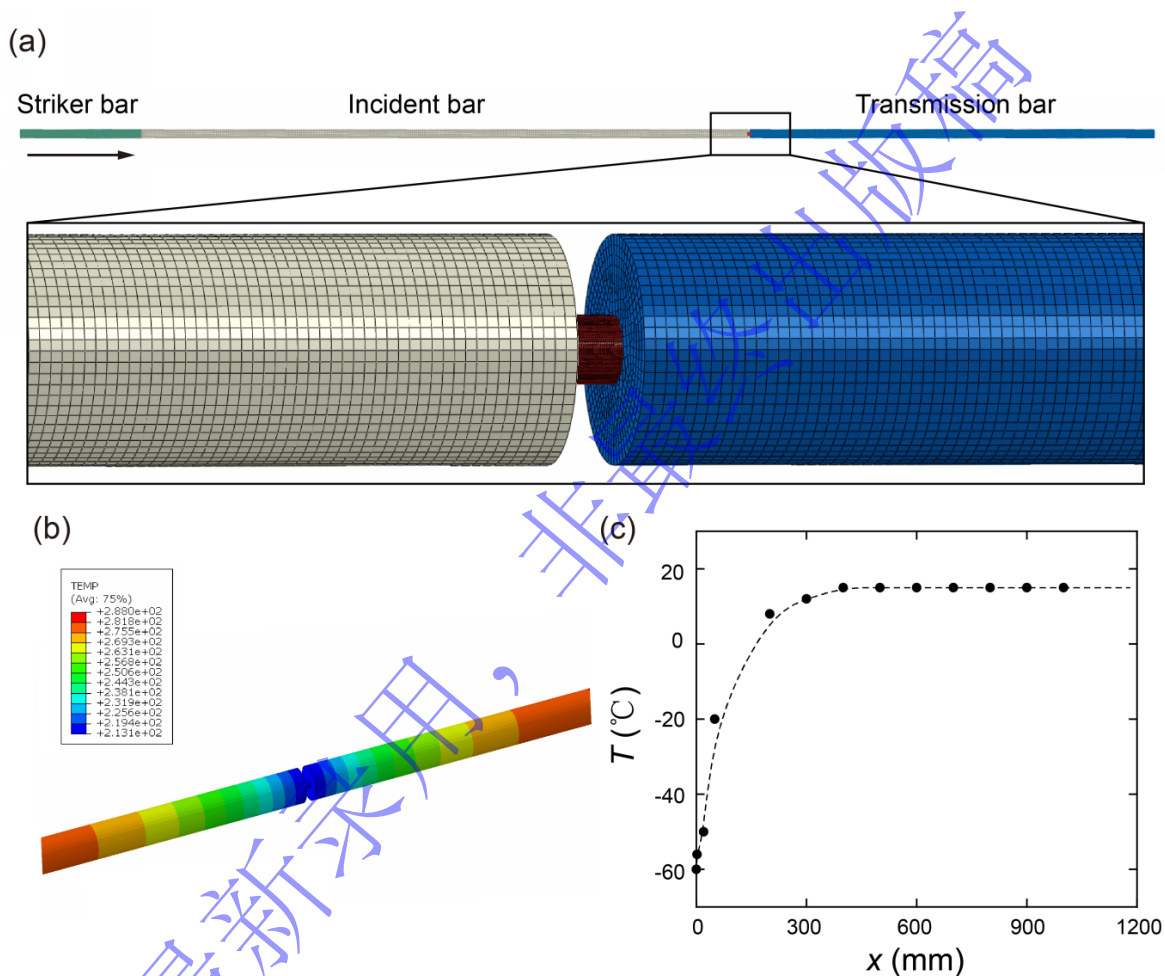 (a)
Striker bar
Incident bar
Transmission bar
(b)
TEMP
(Avg: 75%)
+2.880e+02
+2.818e+02
+2.755e+02
+2.693e+02
+2.631e+02
+2.568e+02
+2.506e+02
+2.443e+02
+2.381e+02
+2.319e+02
+2.256e+02
+2.194e+02
+2.131e+02
(c)
T (℃)
20
0
-20
-40
-60
0 300 600 900 1200
x (mm)
最新录用,非最终出版稿